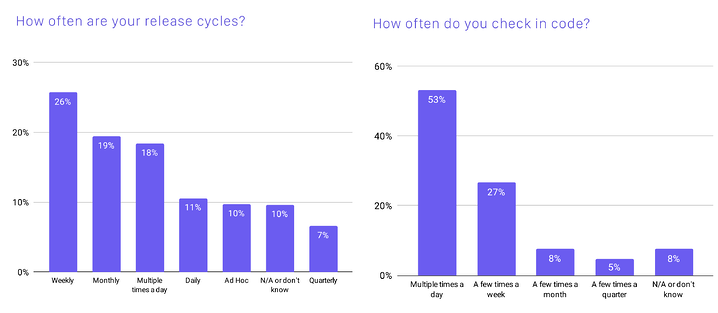 How often are your release cycles?
30%
20%
10%
0%
26%
19%
18%
11%
10%
10%
7%
Weekly
Monthly
Multiple
times a day
Daily
Ad Hoc
N/A or don't
know
Quarterly
How often do you check in code?
60%
40%
20%
0%
53%
27%
8%
5%
8%
Multiple times a
day
A few times a
week
A few times a
month
A few times a
quarter
N/A or don't
know